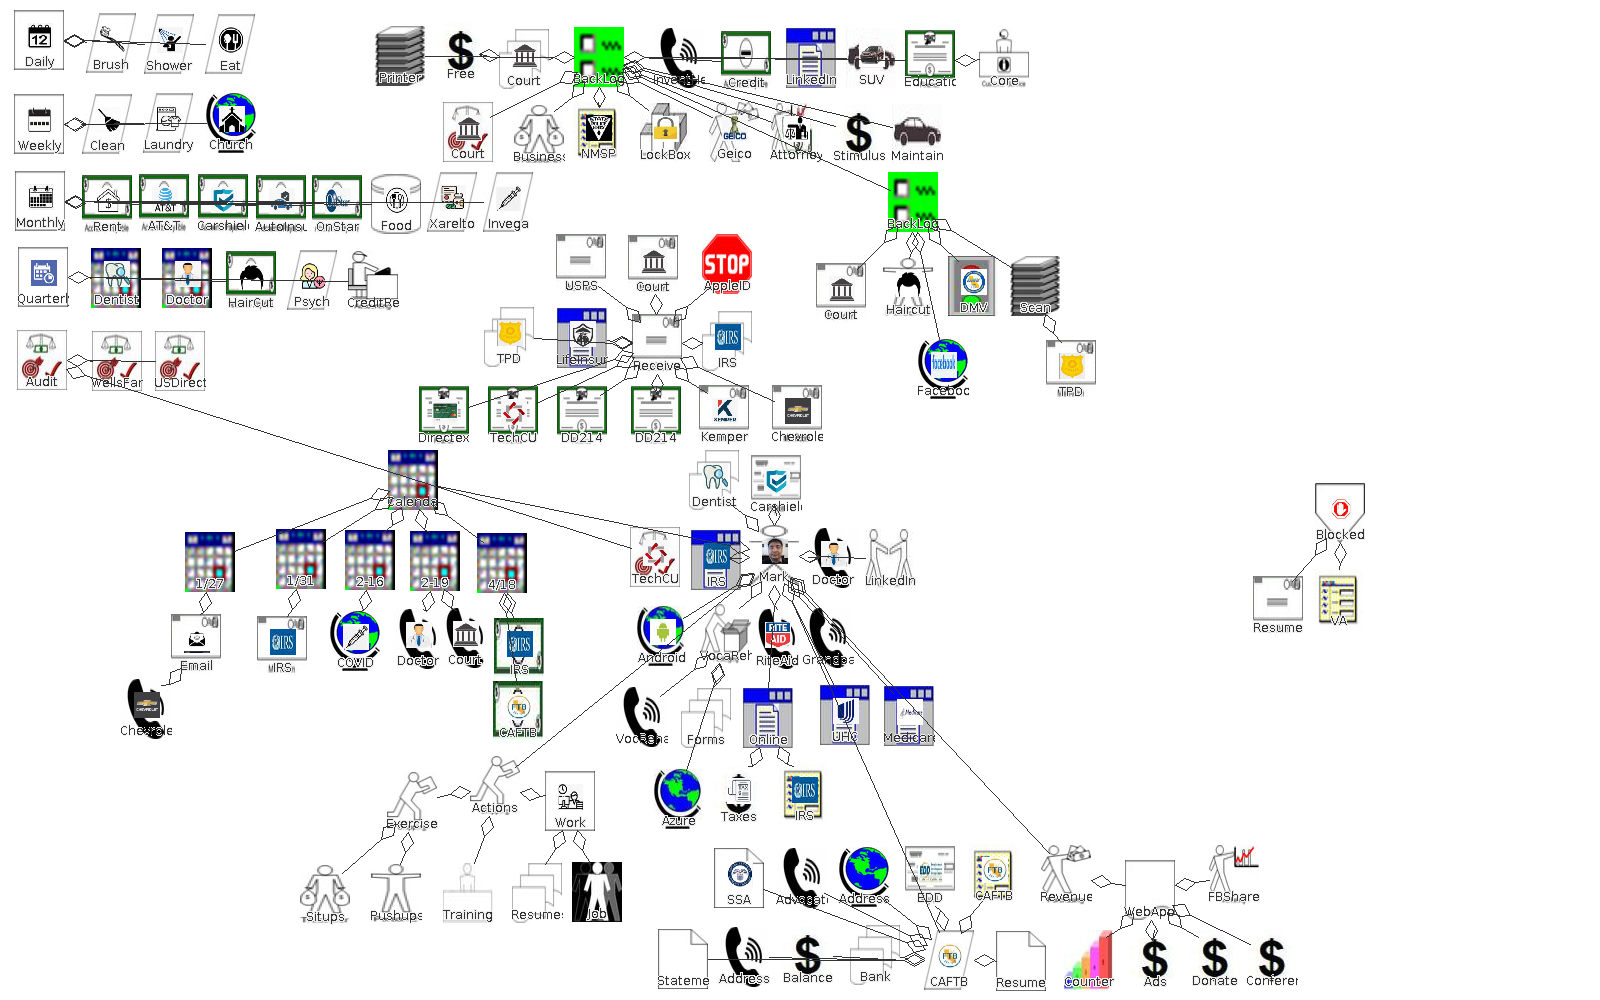 Daily
Brush
Shower
Eat
Printer
Free
Court
BackLog
Credit
LinkedIn
SUV
Educatio
Core
Weekly
Clean
Laundry
Church
Court
Business
NMSP
LockBox
Geico
Attorney
Stimulus
Maintain
Monthly
Rent
AT&T
Carshiel
AutoInsu
OnStar
Food
Xarelto
Invega
BackLog
Quarterl
Dentist
Doctor
HairCut
Psych
CreditRe
USPS
Court
STOP
AppleID
Court
Haircut
DMV
Scan
Audit
WellsFar
USDirect
TPD
LifeInsur
Receive
IRS
facebook
Faceboc
TPD
Directex
TechCU
DD214
DD214
Kemper
Chevrole
Calenda
Dentist
Carshiel
Blocked
1/27
1/31
2-16
2-19
4/18
TechCU
IRS
Mark
Doctor
LinkedIn
Resume
VA
Email
IRS
COVID
Doctor
Court
IRS
Android
VocaReh
RiteAid
Grandpa
Chevrole
CAFTB
VocReha
Forms
Online
UHC
Medicare
Exercise
Actions
Work
Azure
Taxes
IRS
Situps
Pushups
Training
Resume
Job
SSA
Advocati
Address
EDD
CAFTB
Revenue
WebApp
FBShare
Stateme
Address
Balance
Bank
CAFTB
Resume
Counter
Ads
Donate
Conferer